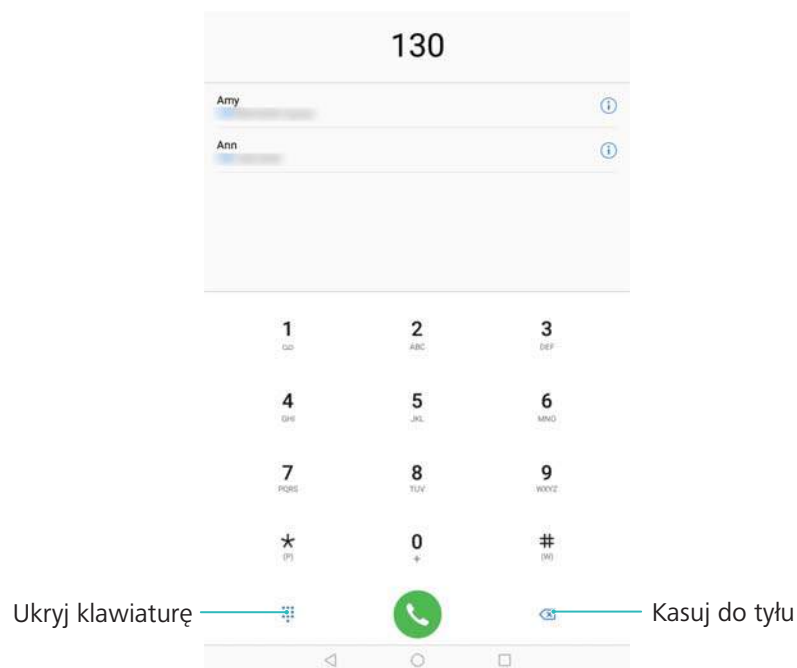 130
Amy
Ann
1 2 3
ABC DEF
4 5 6
GHI JKL MNO
7 8 9
PQRS TUV WXYZ
* 0 #
(P) + (W)
Ukryj klawiaturę Kasuj do tyłu